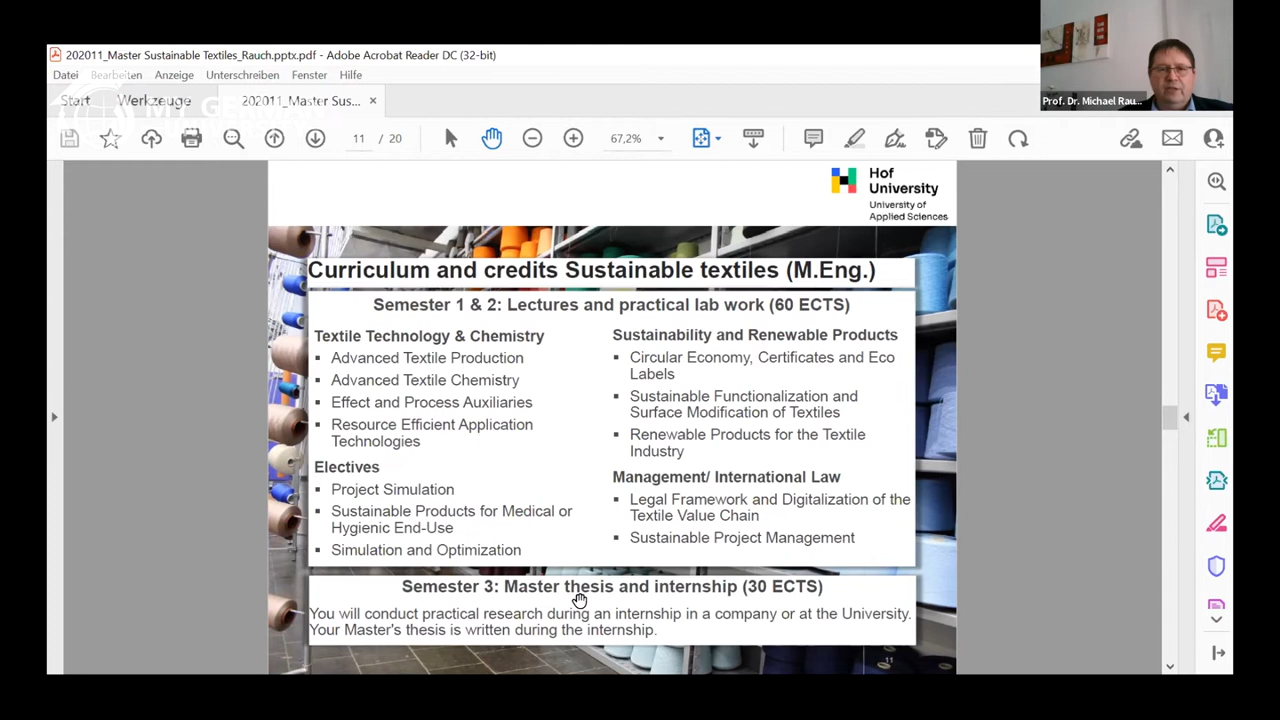 202011_Master Sustainable Textiles_Rauch.pptx.pdf - Adobe Acrobat Reader DC (32-bit)
Datei Bearbeiten Anzeige Unterschreiben Fenster Hilfe
Start Werkzeuge 202011_Master Sus... ×
11 / 20 67,2%
Prof. Dr. Michael Rau...
MY GERMAN
Hof
University
University of
Applied Sciences
Curriculum and credits Sustainable textiles (M.Eng.)
Semester 1 & 2: Lectures and practical lab work (60 ECTS)
Textile Technology & Chemistry
▪ Advanced Textile Production
▪ Advanced Textile Chemistry
▪ Effect and Process Auxiliaries
▪ Resource Efficient Application
Technologies
Electives
▪ Project Simulation
▪ Sustainable Products for Medical or
Hygienic End-Use
▪ Simulation and Optimization
Sustainability and Renewable Products
▪ Circular Economy, Certificates and Eco
Labels
▪ Sustainable Functionalization and
Surface Modification of Textiles
▪ Renewable Products for the Textile
Industry
Management/ International Law
▪ Legal Framework and Digitalization of the
Textile Value Chain
▪ Sustainable Project Management
Semester 3: Master thesis and internship (30 ECTS)
You will conduct practical research during an internship in a company or at the University.
Your Master's thesis is written during the internship.
11